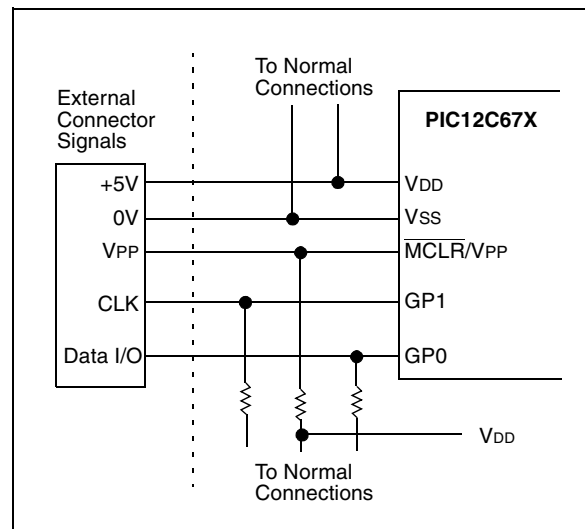 To Normal
Connections
External
Connector
Signals
PIC12C67X
+5V
VDD
0V
VSS
VPP
MCLR/VPP
CLK
GP1
Data I/O
GP0
VDD
To Normal
Connections